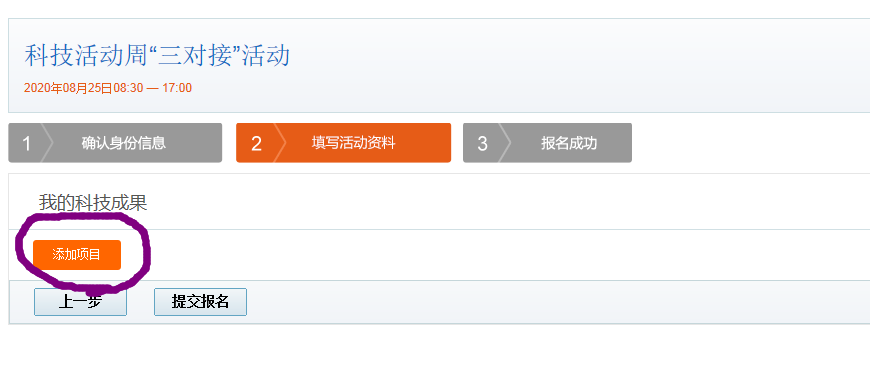 科技活动周“三对接”活动
2020年08月25日08:30 — 17:00
1 确认身份信息 2 填写活动资料 3 报名成功
我的科技成果
添加项目
上一步 提交报名